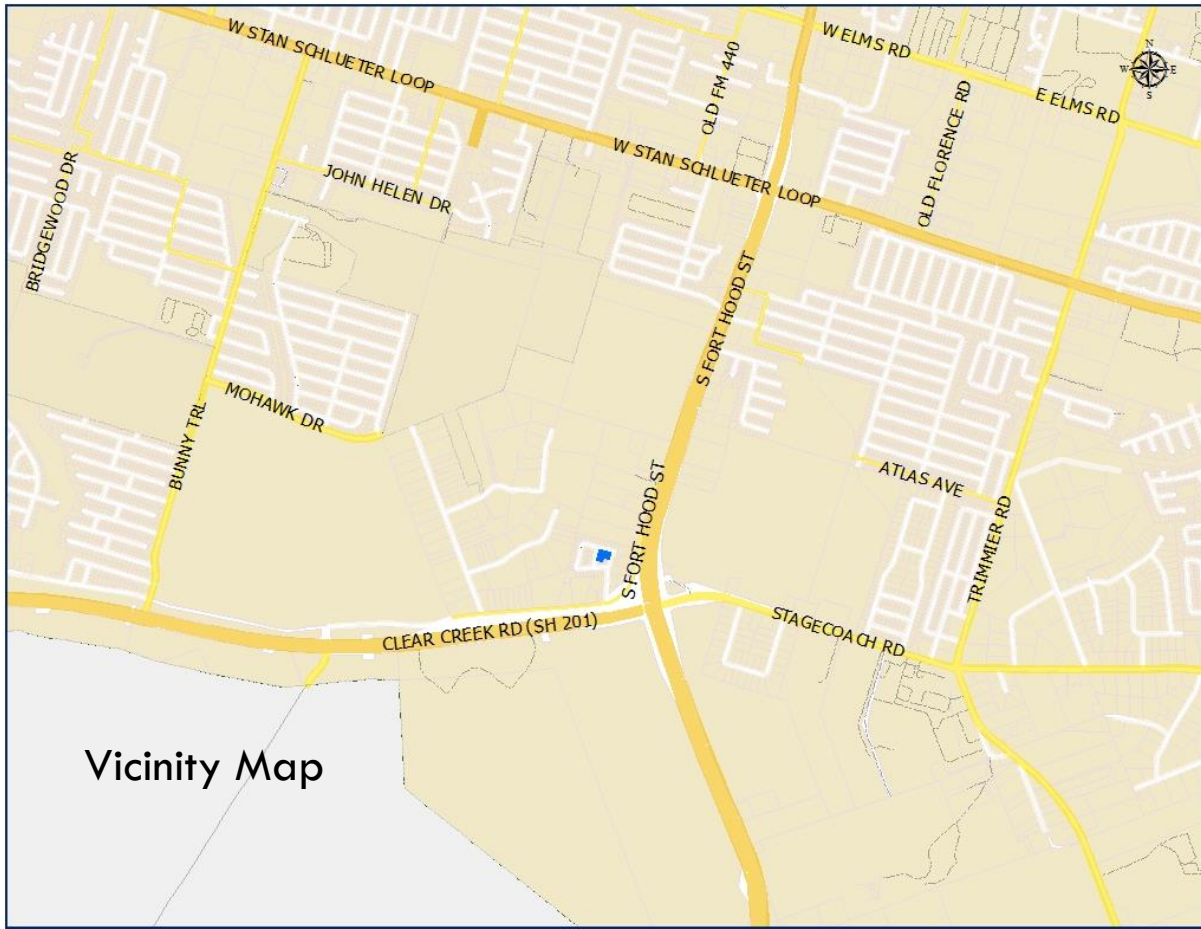 W STAN SCHLUETER LOOP
OLD FM 440
W ELMS RD
N
W E
S
E ELMS RD
OLD FLORENCE RD
W STAN SCHLUETER LOOP
BRIDGEWOOD DR
JOHN HELEN DR
S FORT HOOD ST
MOHAWK DR
BUNNY TRL
ATLAS AVE
S FORT HOOD ST
TRIMMIER RD
CLEAR CREEK RD (SH 201)
STAGECOACH RD
Vicinity Map